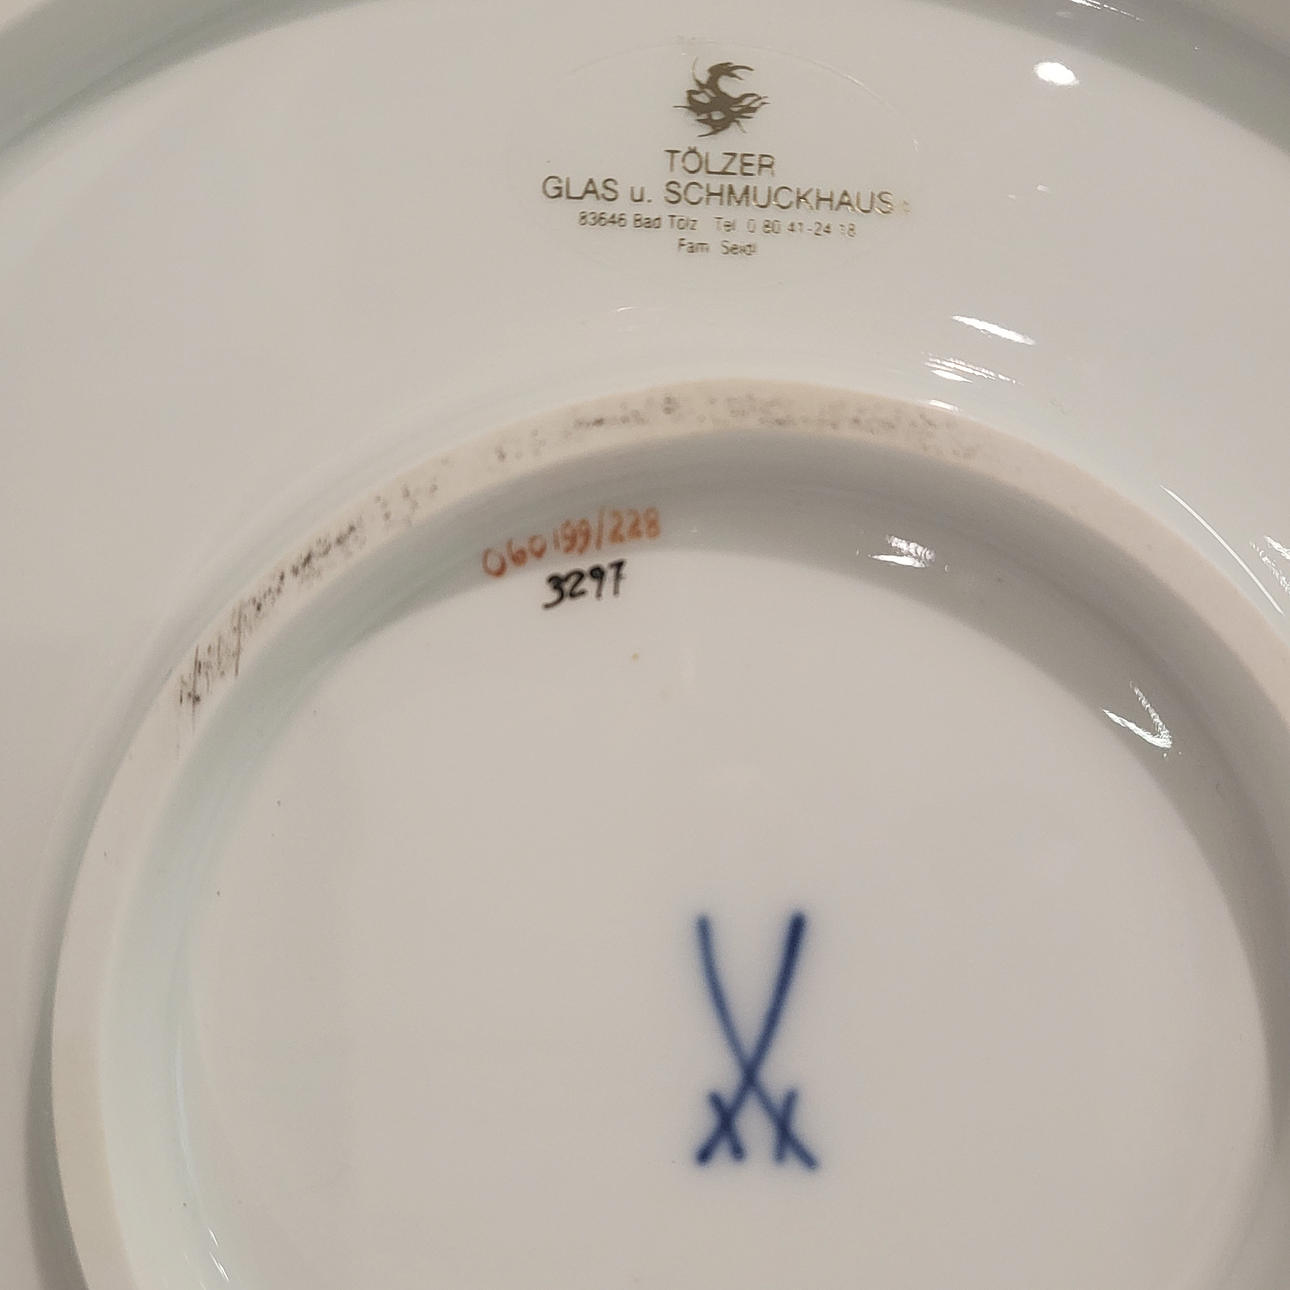 TÖLZER
GLAS u. SCHMUCKHAUS
83646 Bad Tölz Tel. 0 80 41-24 18
Fam. Seidl
060199/228
3297